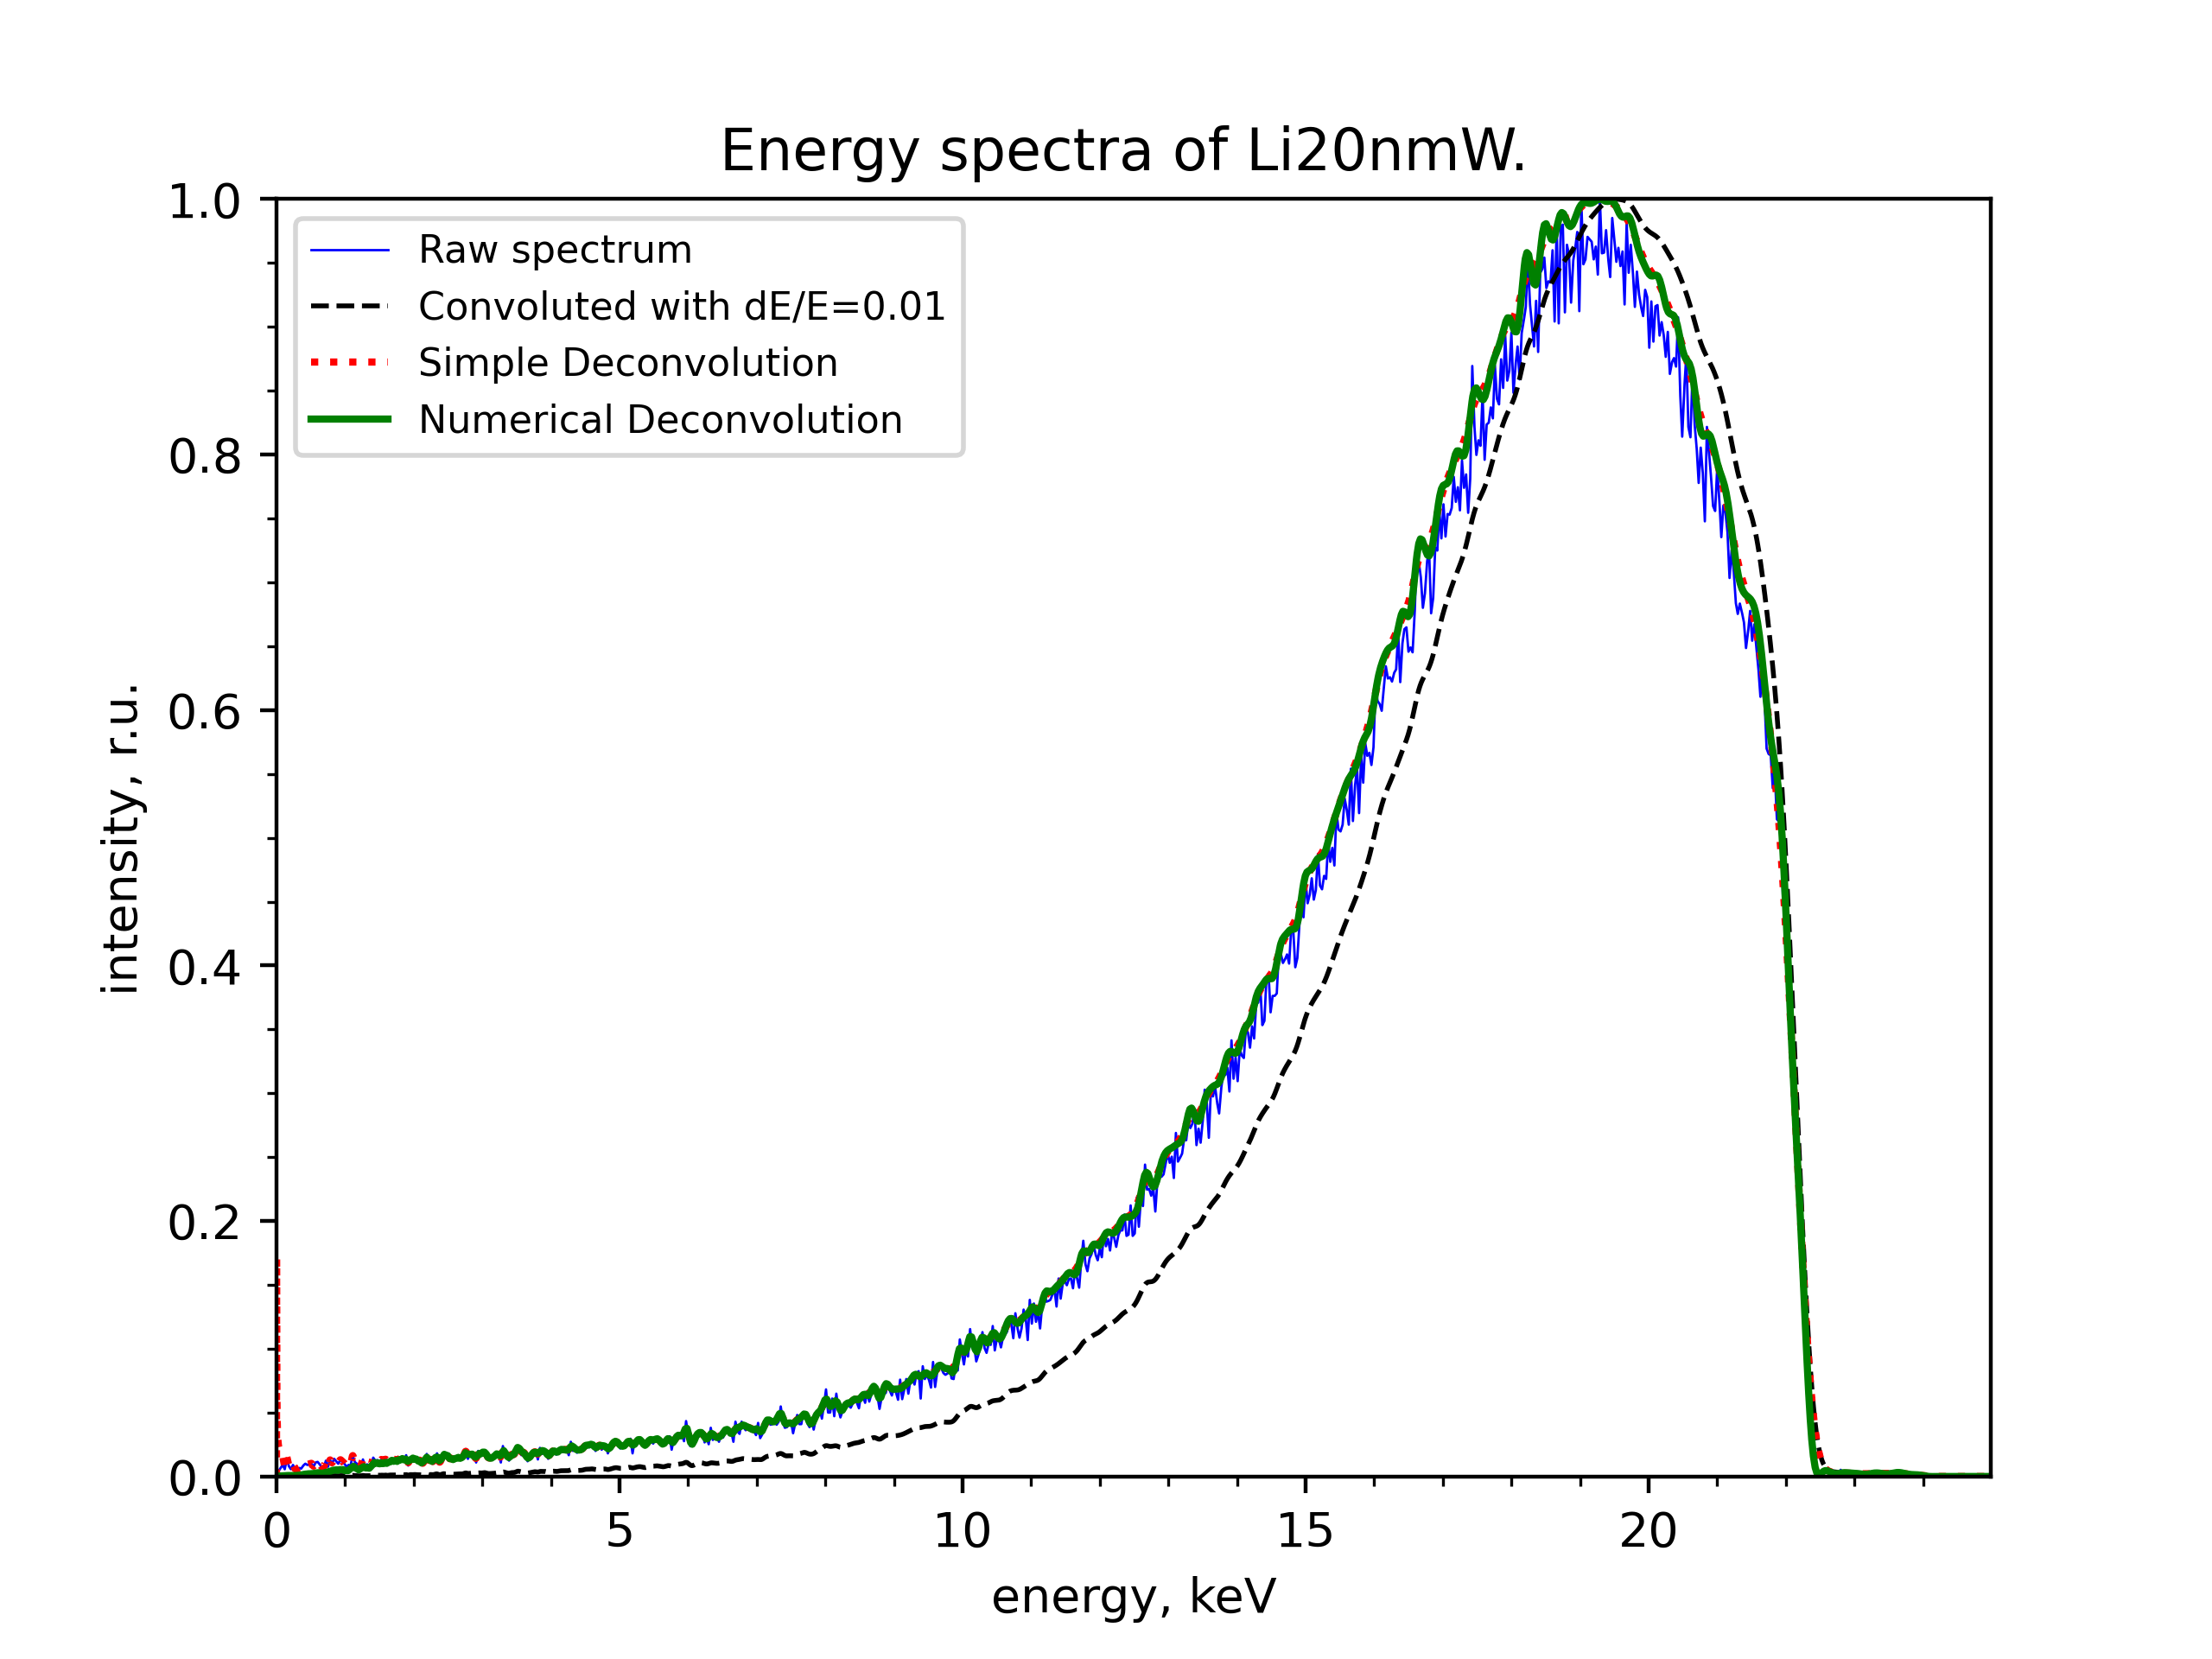 Energy spectra of Li20nmW.
Raw spectrum
Convoluted with dE/E=0.01
Simple Deconvolution
Numerical Deconvolution
1.0
0.8
0.6
0.4
0.2
0.0
intensity, r.u.
0 5 10 15 20
energy, keV